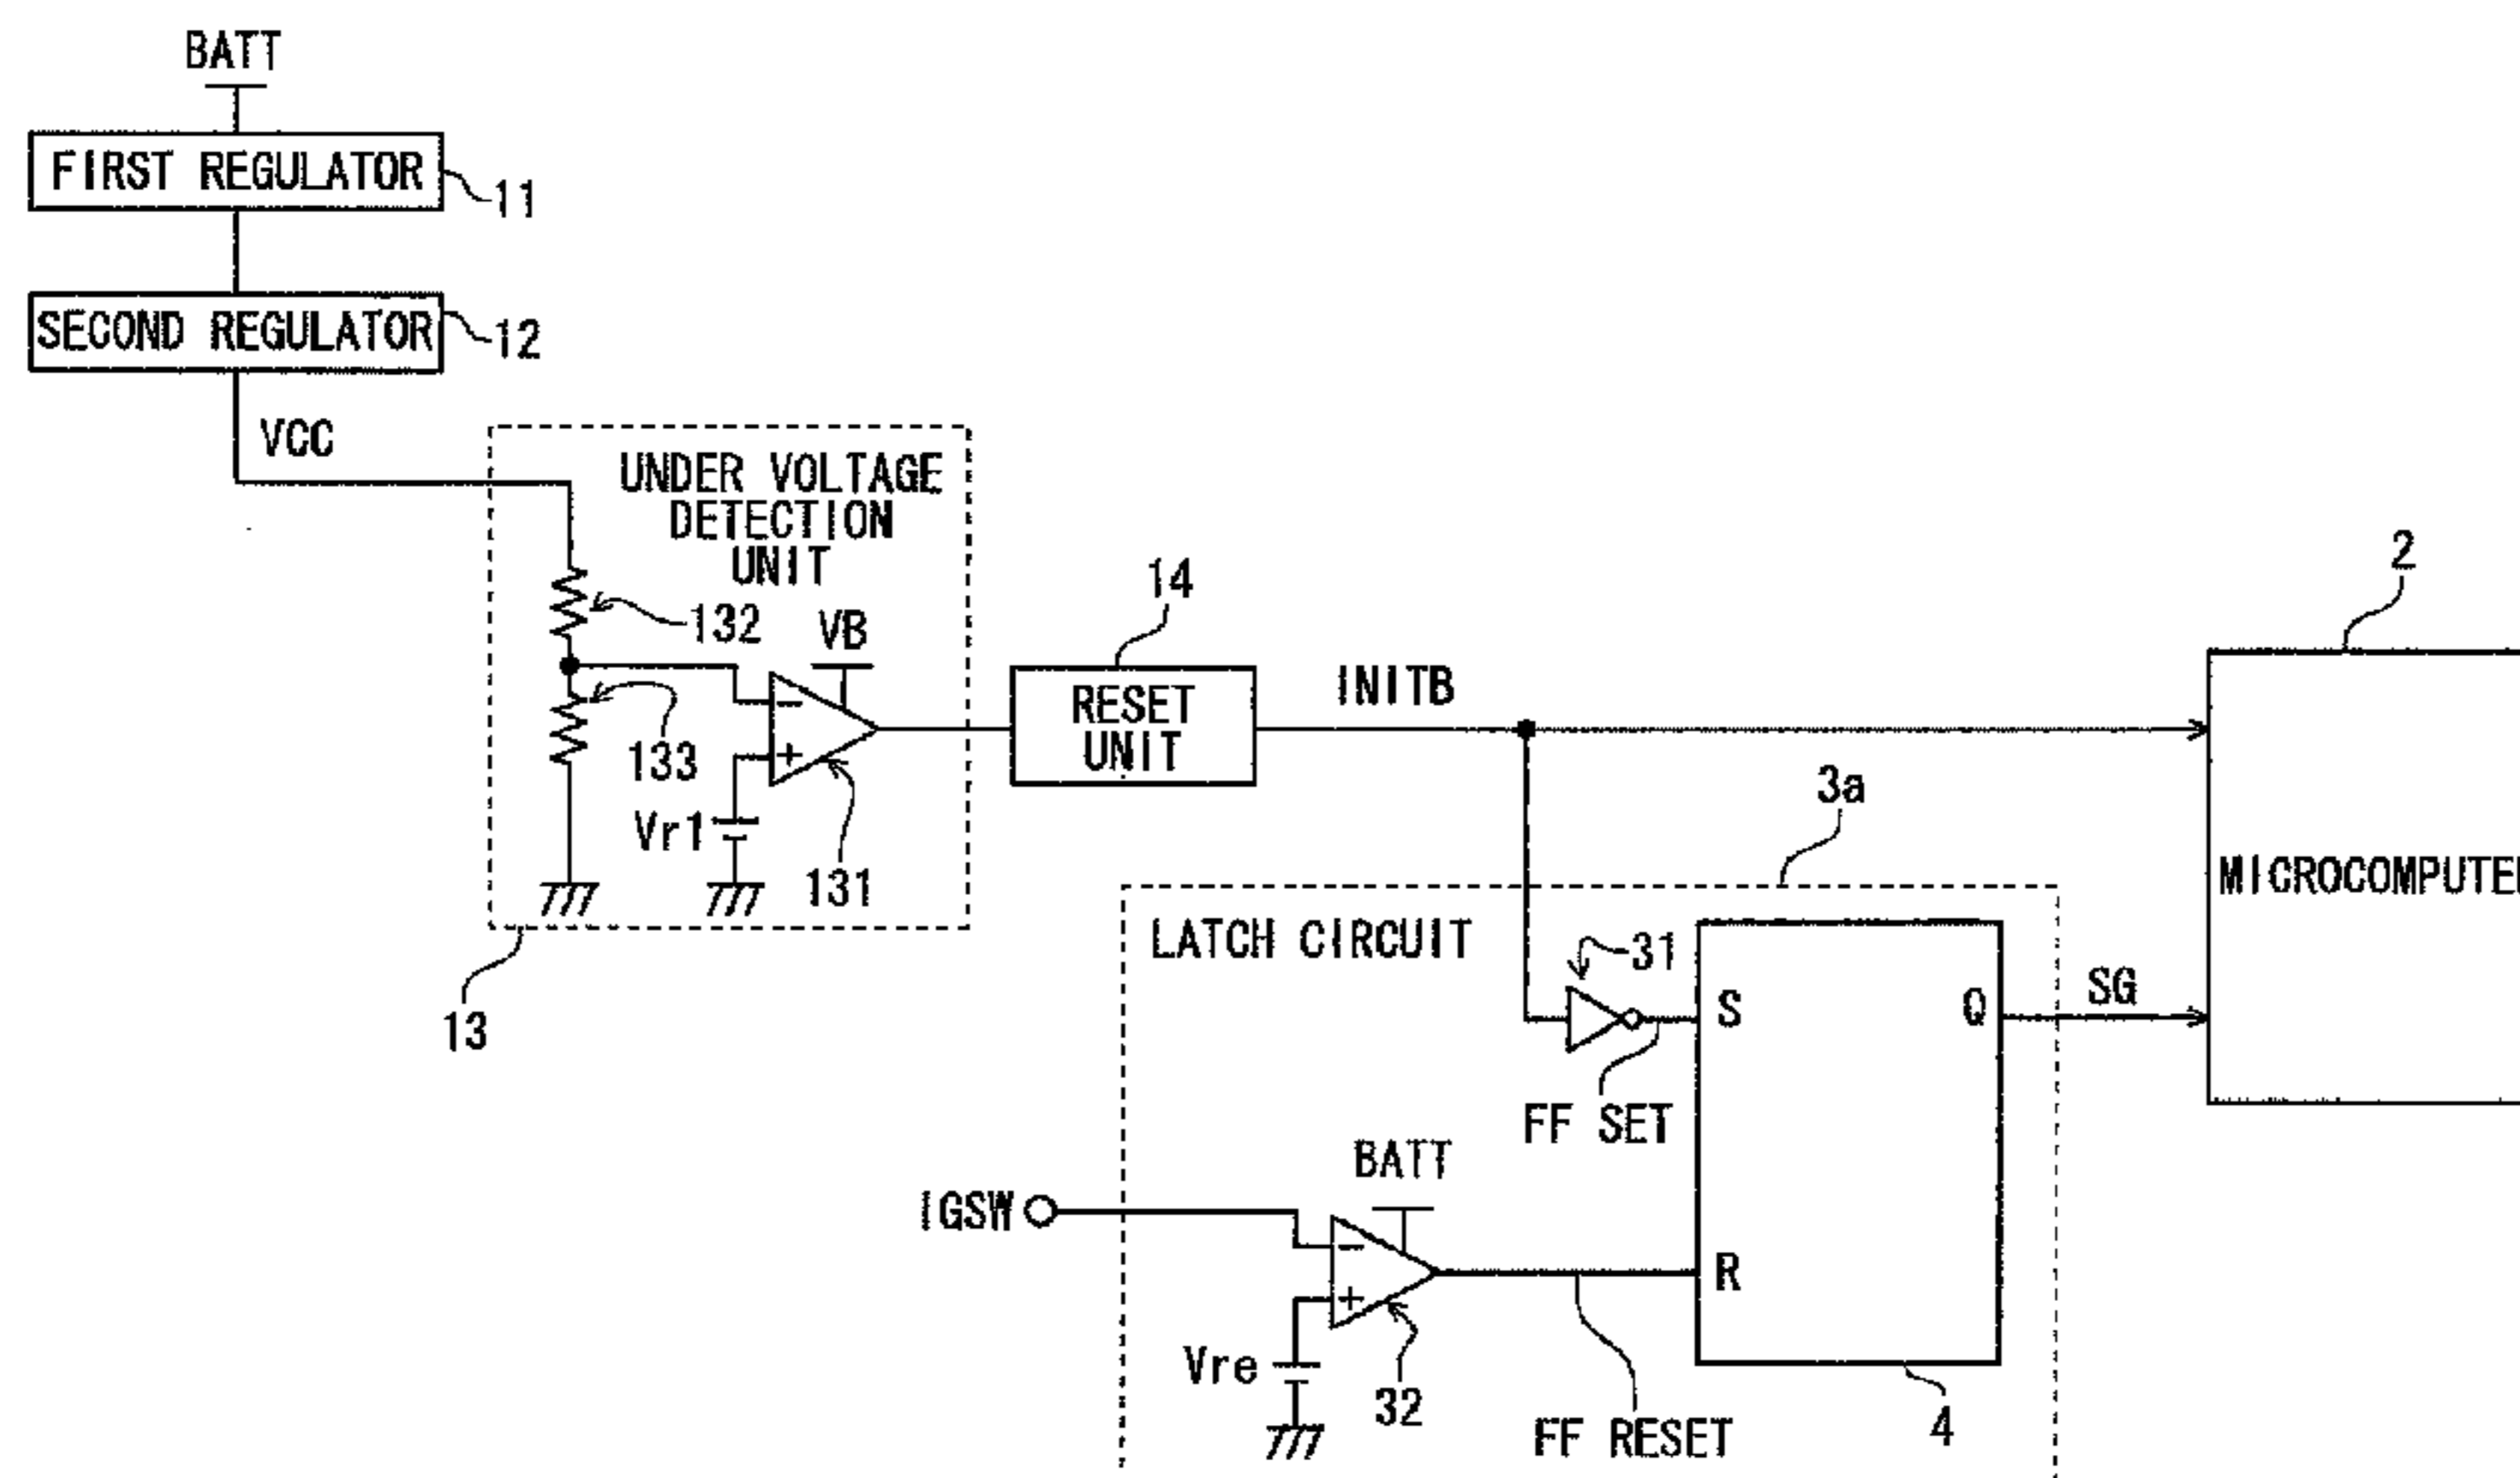 BATT
FIRST REGULATOR
11
SECOND REGULATOR
12
VCC
UNDER VOLTAGE
DETECTION
UNIT
132
VB
133
Vr1
131
13
14
RESET
UNIT
INITB
2
3a
LATCH CIRCUIT
31
S
Q
SG
FF SET
BATT
IGSW
R
Vre
32
FF RESET
4